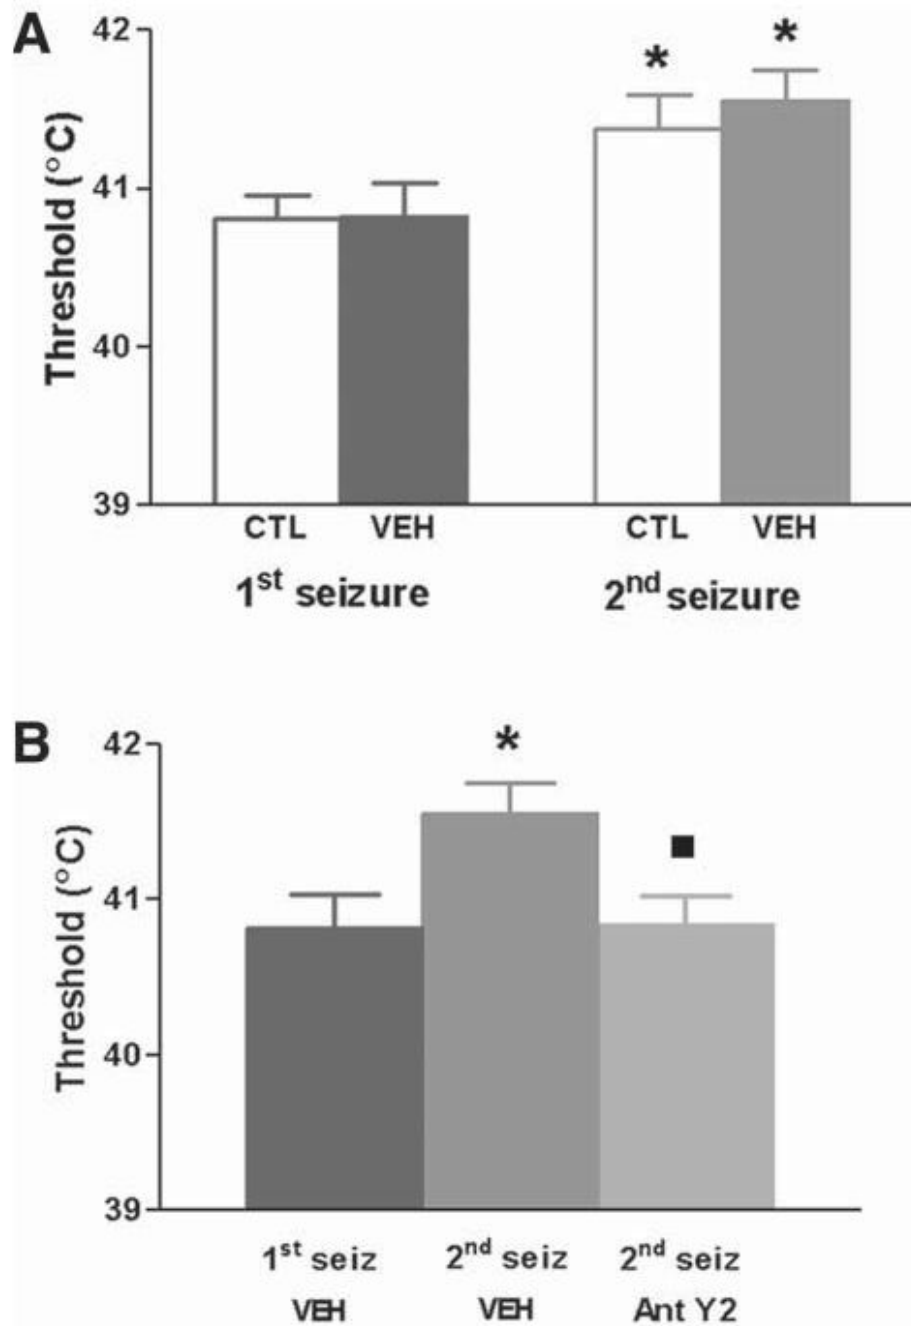 A
42
* *
Threshold (°C)
41
40
39
CTL VEH CTL VEH
1st seizure 2nd seizure
B
42
*
■
Threshold (°C)
41
40
39
1st seiz 2nd seiz 2nd seiz
VEH VEH Ant Y2